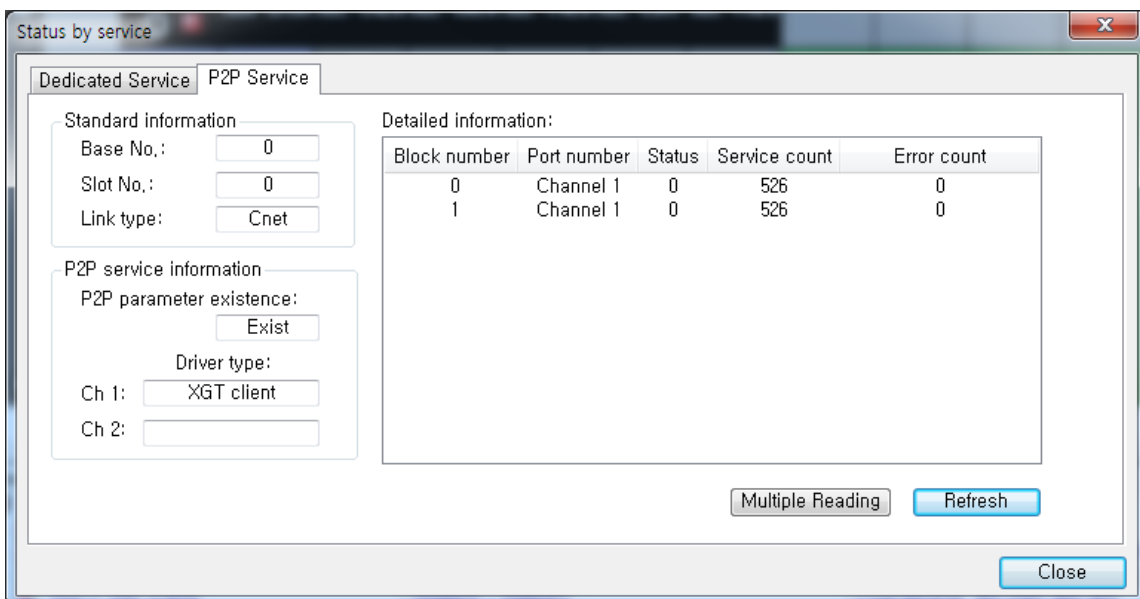 Status by service
Dedicated Service P2P Service
Standard information
Base No.: 0
Slot No.: 0
Link type: Cnet
P2P service information
P2P parameter existence:
Exist
Driver type:
Ch 1: XGT client
Ch 2:
Detailed information:
Block number Port number Status Service count Error count
0 Channel 1 0 526 0
1 Channel 1 0 526 0
Multiple Reading Refresh
Close